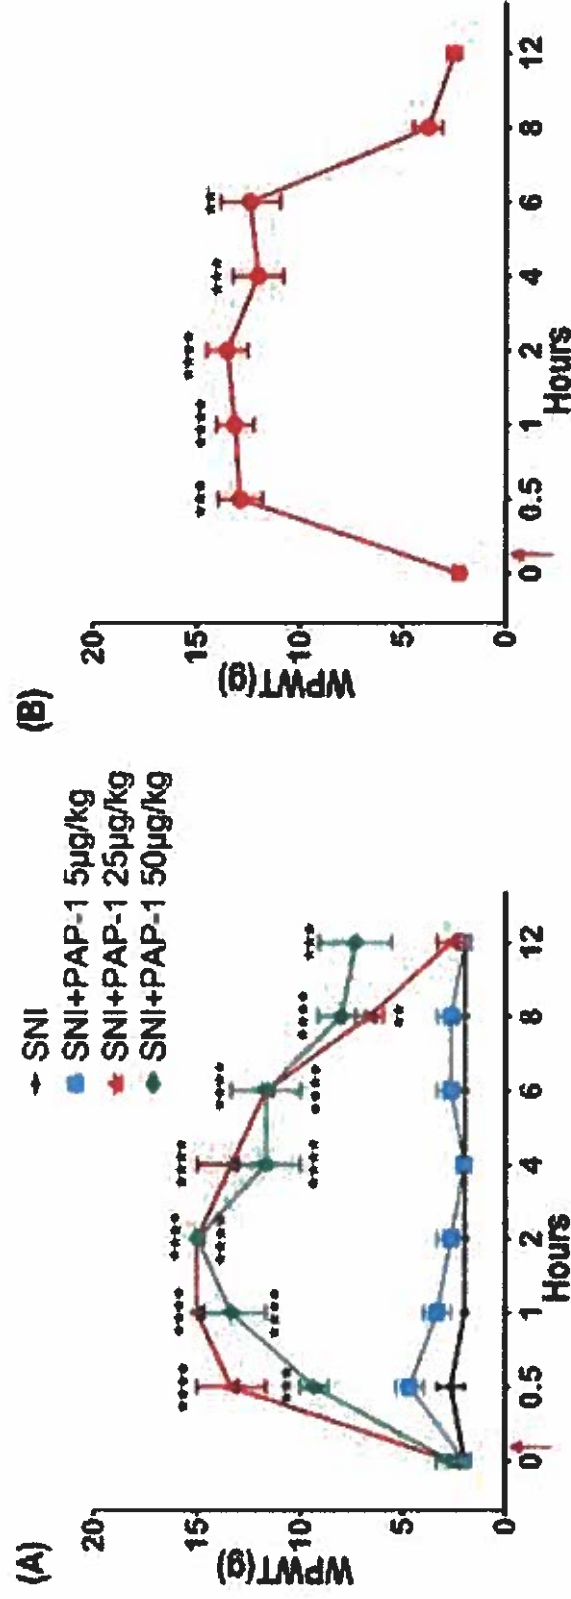 (A)
SNI
SNI+PAP-1 5µg/kg
SNI+PAP-1 25µg/kg
SNI+PAP-1 50µg/kg
20
15
10
5
0
WPWT(g)
**** **** **** **** **** ****
*** **** **** **** **** ** ***
0 0.5 1 2 4 6 8 12
Hours
(B)
20
15
10
5
0
WPWT(g)
*** **** **** *** **
0 0.5 1 2 4 6 8 12
Hours